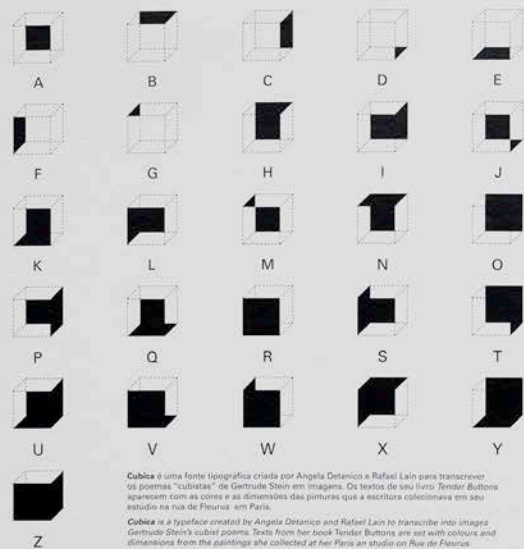 A B C D E
F G H I J
K L M N O
P Q R S T
U V W X Y
Z
Cubica é uma fonte tipográfica criada por Angela Detanico e Rafael Lain para transcrever
os poemas "cubistas" de Gertrude Stein em imagens. Os textos de seu livro Tender Buttons
aparecem com as cores e as dimensões das pinturas que a escritora colecionava em seu
estúdio na rua de Fleurus em Paris.
Cubica is a typeface created by Angela Detanico and Rafael Lain to transcribe into images
Gertrude Stein's cubist poems. Texts from her book Tender Buttons are set with colours and
dimentions from the paintings she collected at her Paris an studio on Rue de Fleurus.